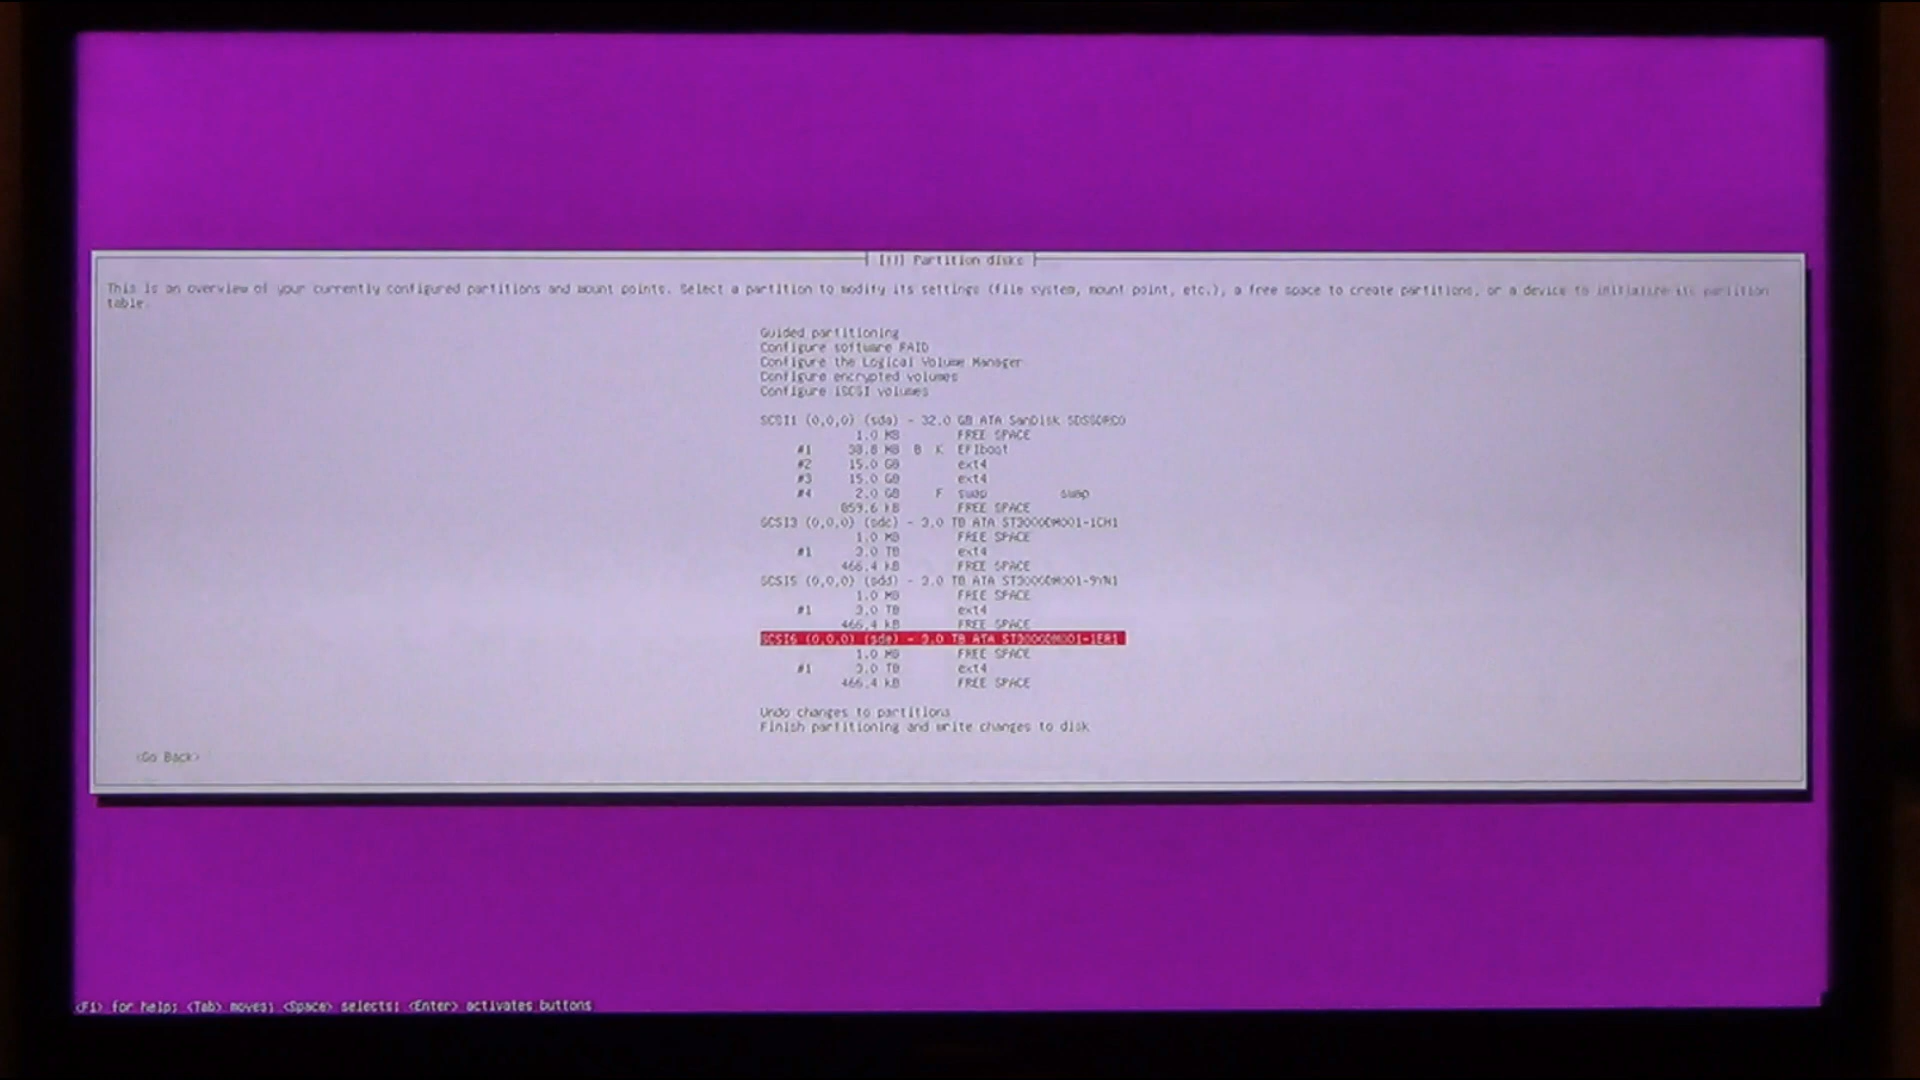 [!!] Partition disks
This is an overview of your currently configured partitions and mount points. Select a partition to modify its settings (file system, mount point, etc.), a free space to create partitions, or a device to initialize its partition
table.
Guided partitioning
Configure software RAID
Configure the Logical Volume Manager
Configure encrypted volumes
Configure iSCSI volumes
SCSI1 (0,0,0) (sda) - 32.0 GB ATA SanDisk
1.0 MB FREE SPACE
#1 38.8 MB B K EFIboot
#2 15.0 GB ext4
#3 15.0 GB ext4
#4 2.0 GB F swap swap
859.6 kB FREE SPACE
SCSI3 (0,0,0) (sdc) - 3.0 TB ATA ST3000DM001-1CH1
1.0 MB FREE SPACE
#1 3.0 TB ext4
466.4 kB FREE SPACE
SCSI5 (0,0,0) (sdd) - 3.0 TB ATA ST3000DM001-9YN1
1.0 MB FREE SPACE
#1 3.0 TB ext4
466.4 kB FREE SPACE
SCSI6 (0,0,0) (sde) - 3.0 TB ATA ST3000DM001-1ER1
1.0 MB FREE SPACE
#1 3.0 TB ext4
466.4 kB FREE SPACE
Undo changes to partitions
Finish partitioning and write changes to disk
<Go Back>
<F1> for help; <Tab> moves; <Space> selects; <Enter> activates buttons